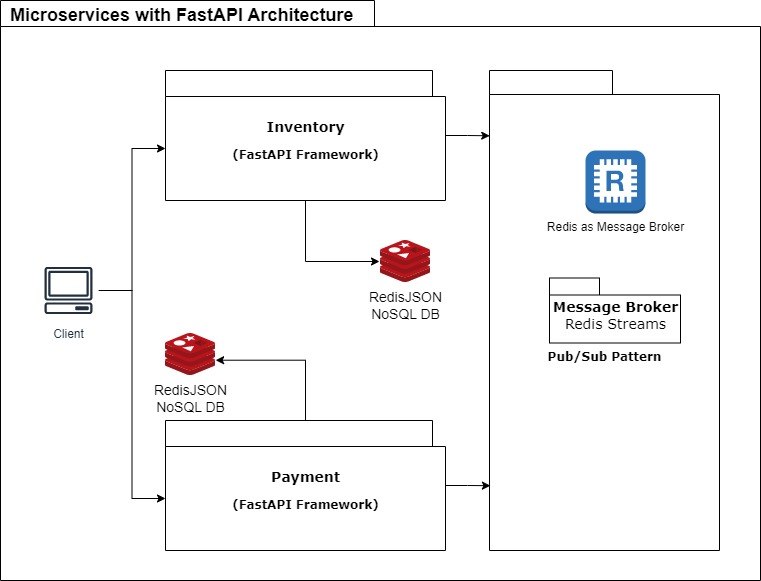 Microservices with FastAPI Architecture
Inventory
(FastAPI Framework)
R
Redis as Message Broker
RedisJSON
NoSQL DB
Message Broker
Redis Streams
Pub/Sub Pattern
Client
RedisJSON
NoSQL DB
Payment
(FastAPI Framework)